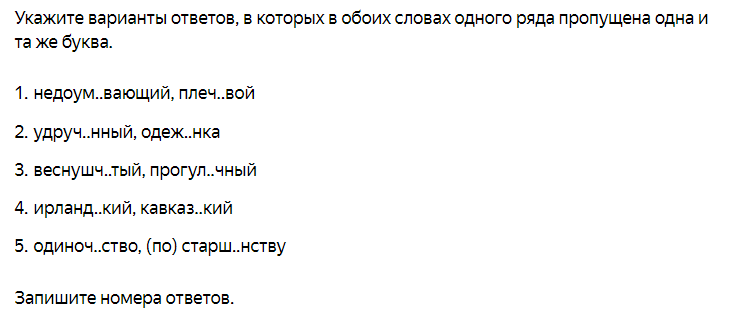 Укажите варианты ответов, в которых в обоих словах одного ряда пропущена одна и
та же буква.
1. недоум..вающий, плеч..вой
2. удруч..нный, одеж..нка
3. веснушч..тый, прогул..чный
4. ирланд..кий, кавказ..кий
5. одиноч..ство, (по) старш..нству
Запишите номера ответов.